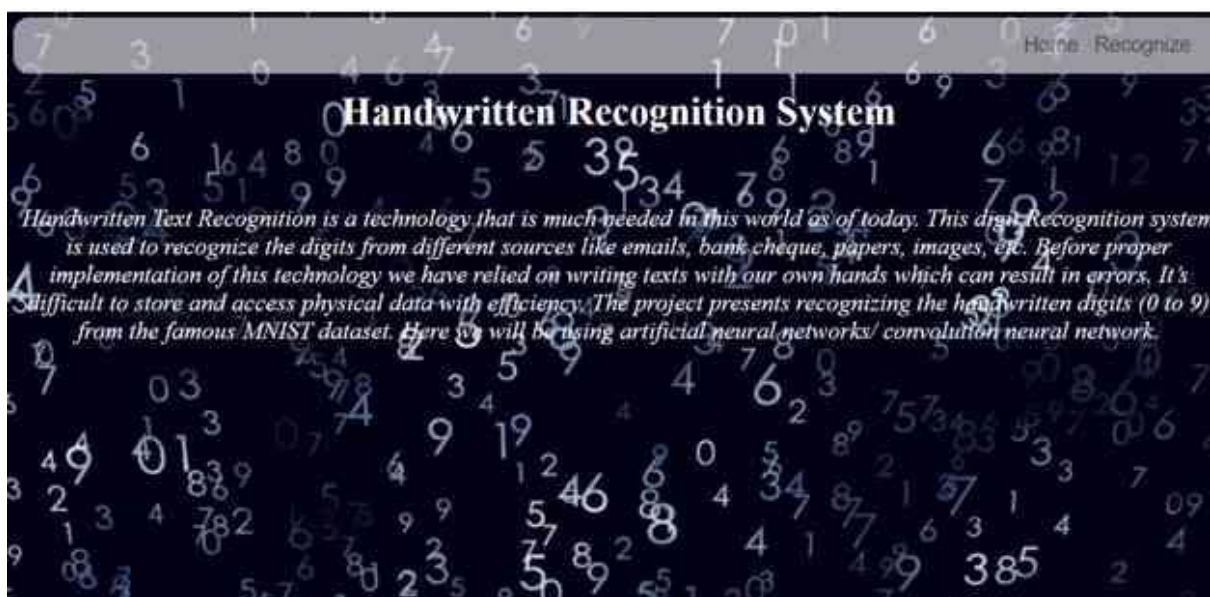 Home Recognize
Handwritten Recognition System
Handwritten Text Recognition is a technology that is much needed in this world as of today. This digit Recognition system
is used to recognize the digits from different sources like emails, bank cheque, papers, images, etc. Before proper
implementation of this technology we have relied on writing texts with our own hands which can result in errors. It's
difficult to store and access physical data with efficiency. The project presents recognizing the handwritten digits (0 to 9)
from the famous MNIST dataset. Here we will be using artificial neural networks/ convolution neural network.